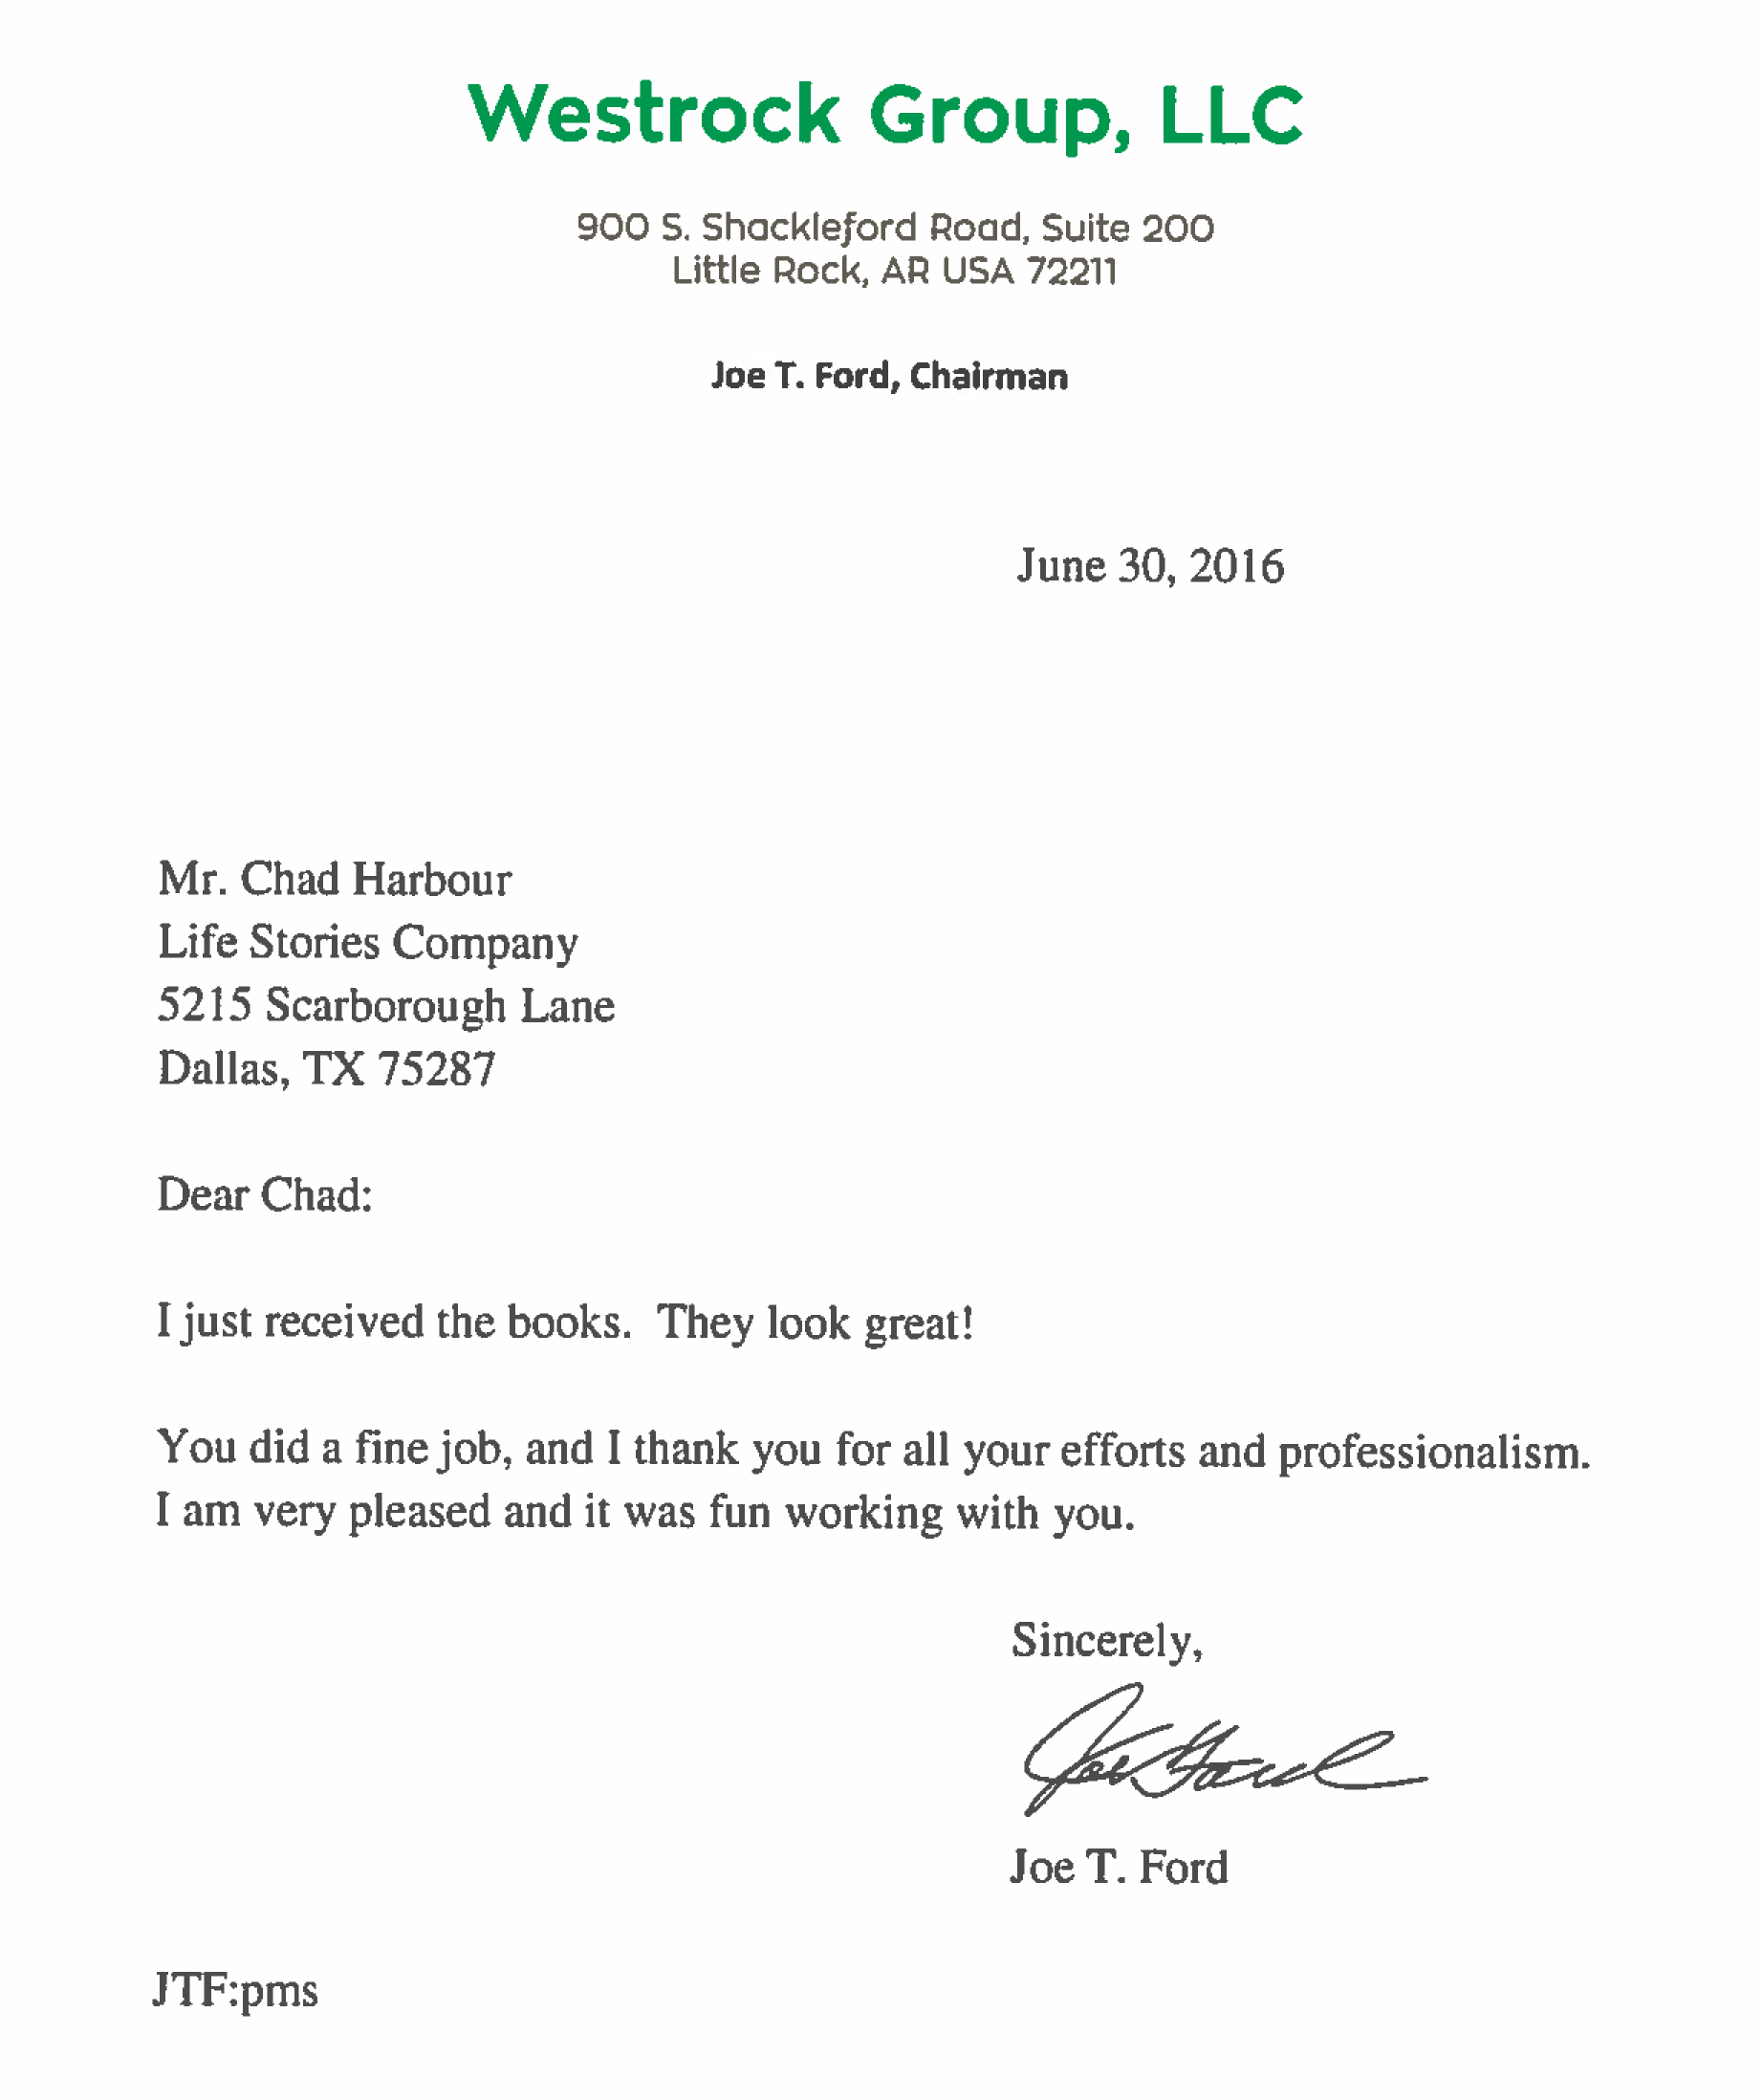 Westrock Group, LLC
900 S. Shackleford Road, Suite 200
Little Rock, AR USA 72211
Joe T. Ford, Chairman
June 30, 2016
Mr. Chad Harbour
Life Stories Company
5215 Scarborough Lane
Dallas, TX 75287
Dear Chad:
I just received the books. They look great!
You did a fine job, and I thank you for all your efforts and professionalism.
I am very pleased and it was fun working with you.
Sincerely,
Joe Ford
Joe T. Ford
JTF:pms